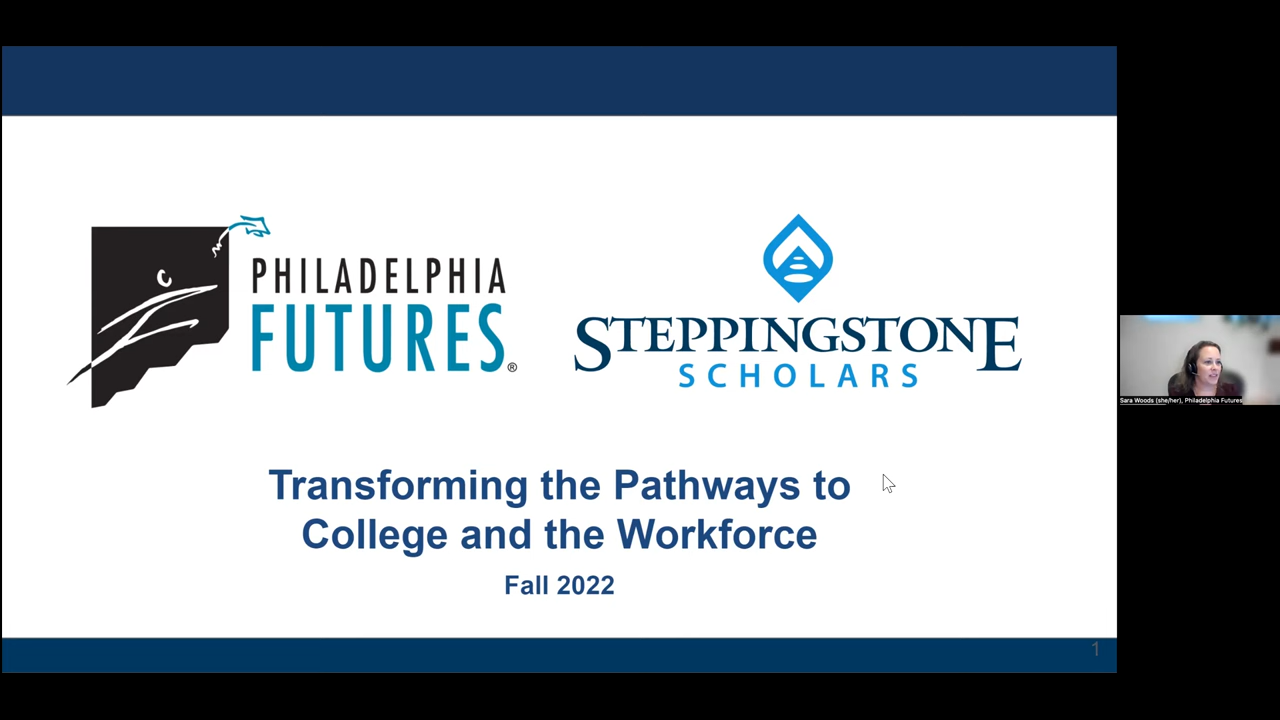 PHILADELPHIA
FUTURES®
STEPPINGSTONE
SCHOLARS
Transforming the Pathways to
College and the Workforce
Fall 2022
1
Sara Woods (she/her), Philadelphia Futures